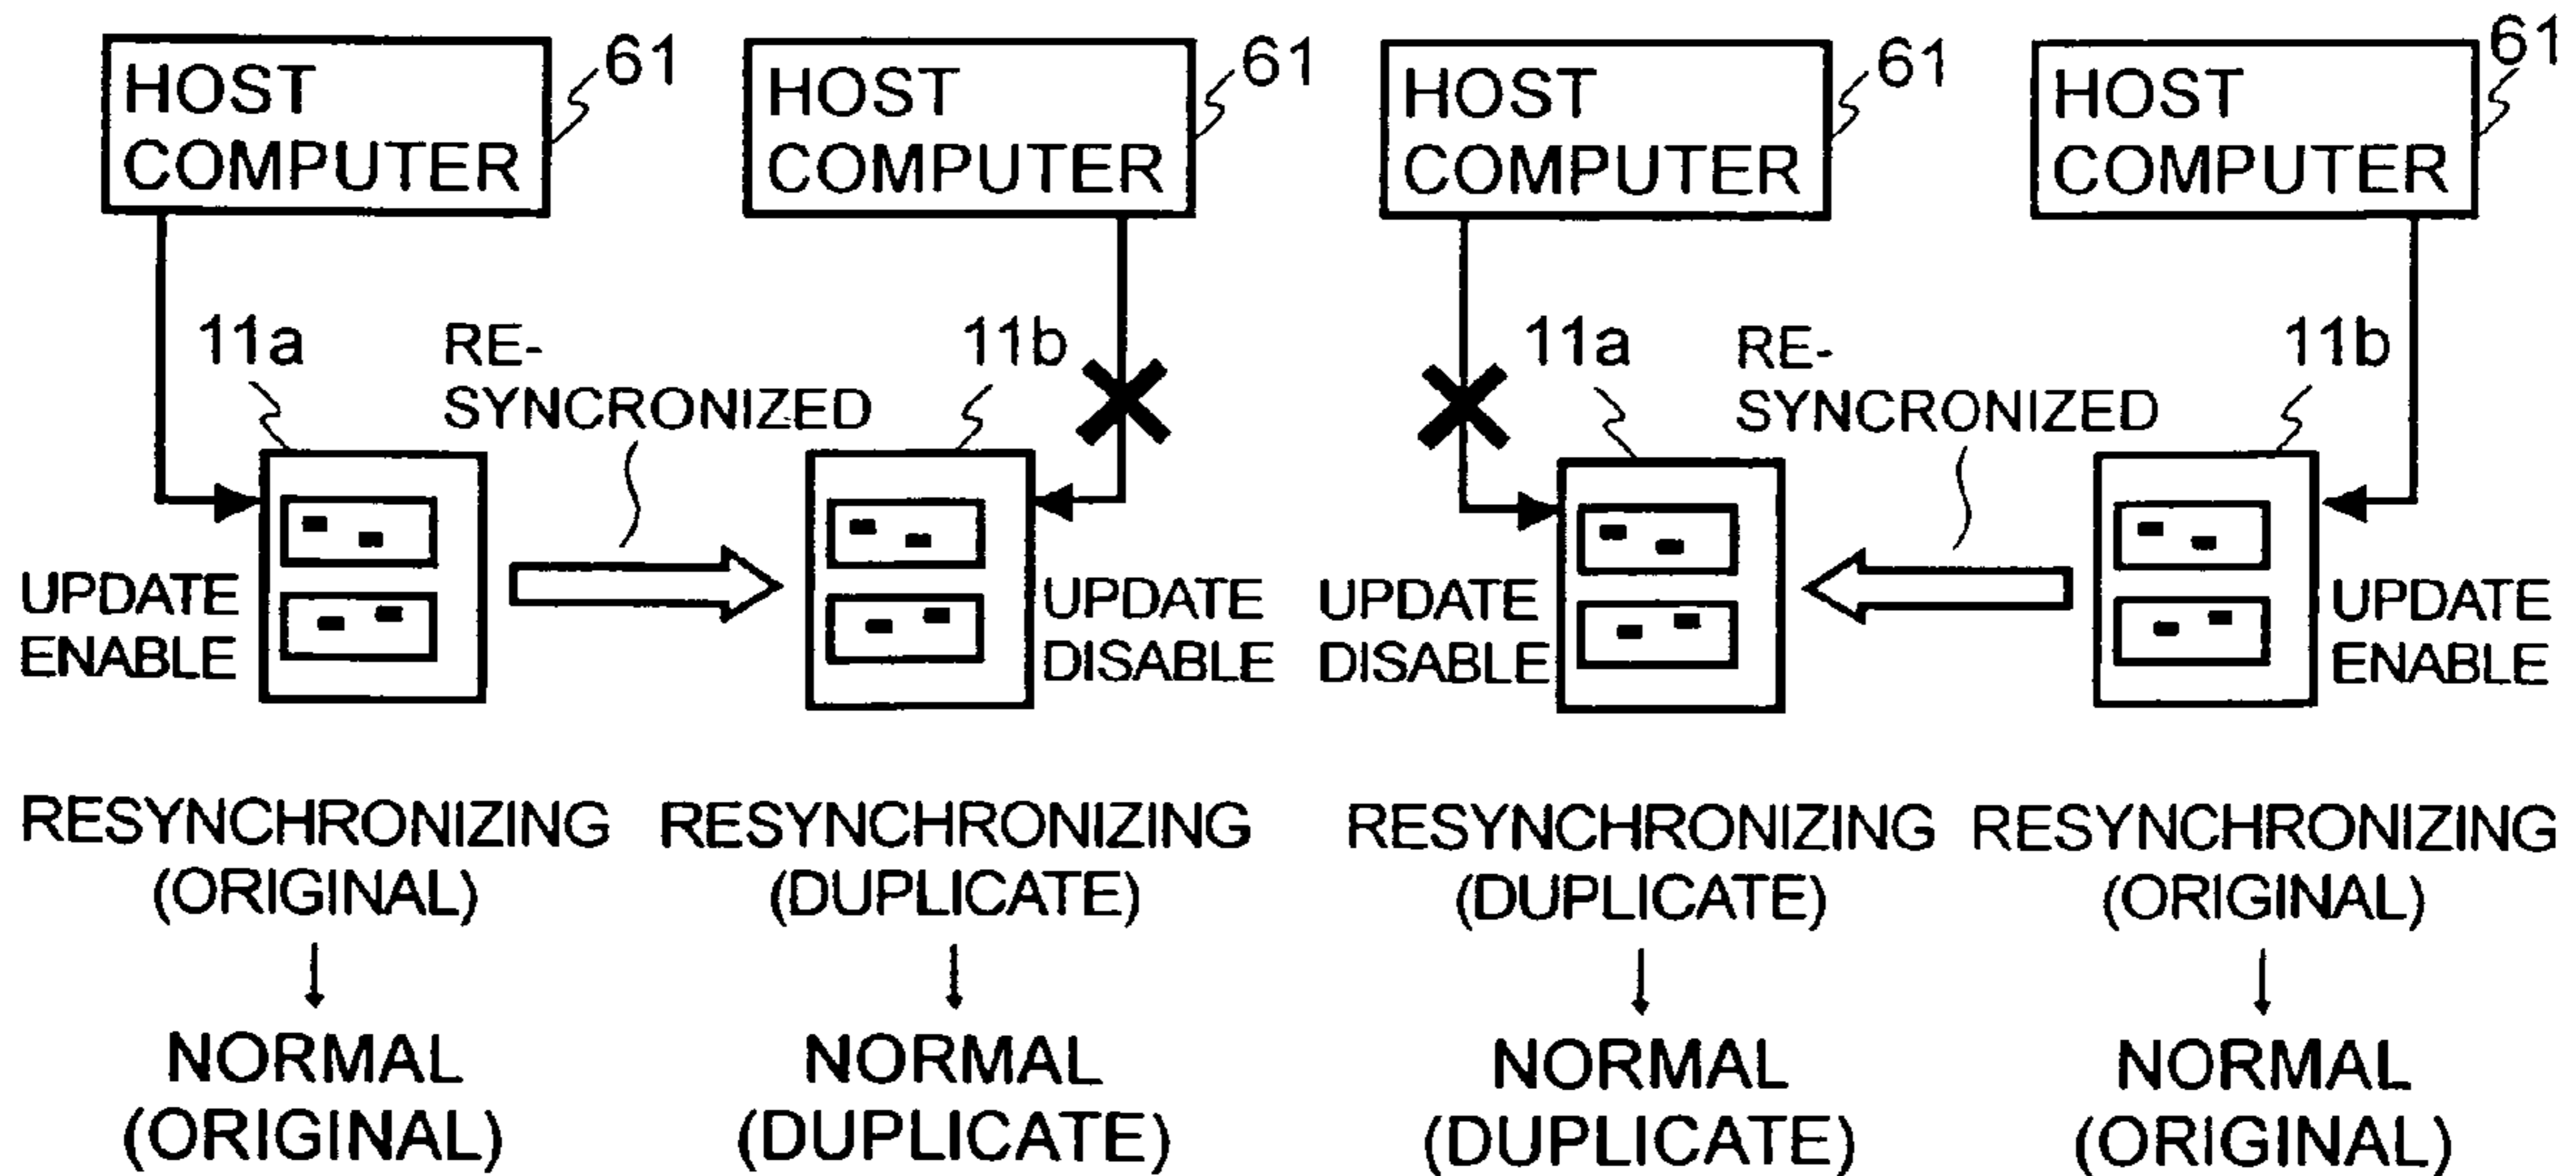 HOST
COMPUTER
61
HOST
COMPUTER
61
HOST
COMPUTER
61
HOST
COMPUTER
61
11a
RE-
SYNCRONIZED
11b
11a
RE-
SYNCRONIZED
11b
UPDATE
ENABLE
UPDATE
DISABLE
UPDATE
DISABLE
UPDATE
ENABLE
RESYNCHRONIZING
(ORIGINAL)
RESYNCHRONIZING
(DUPLICATE)
RESYNCHRONIZING
(DUPLICATE)
RESYNCHRONIZING
(ORIGINAL)
NORMAL
(ORIGINAL)
NORMAL
(DUPLICATE)
NORMAL
(DUPLICATE)
NORMAL
(ORIGINAL)